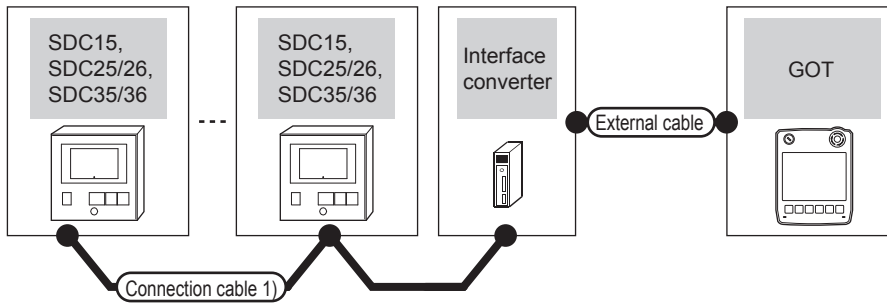 SDC15,
SDC25/26,
SDC35/36
SDC15,
SDC25/26,
SDC35/36
Interface
converter
GOT
External cable
Connection cable 1)